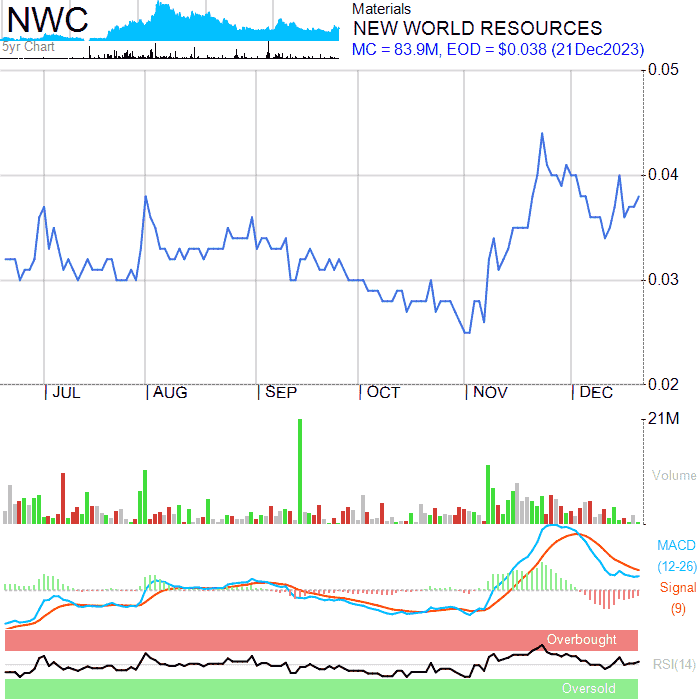 NWC
5yr Chart
Materials
NEW WORLD RESOURCES
MC = 83.9M, EOD = $0.038 (21Dec2023)
0.05
0.04
0.03
0.02
JUL AUG SEP OCT NOV DEC
21M
Volume
MACD
(12-26)
Signal
(9)
Overbought
RSI(14)
Oversold